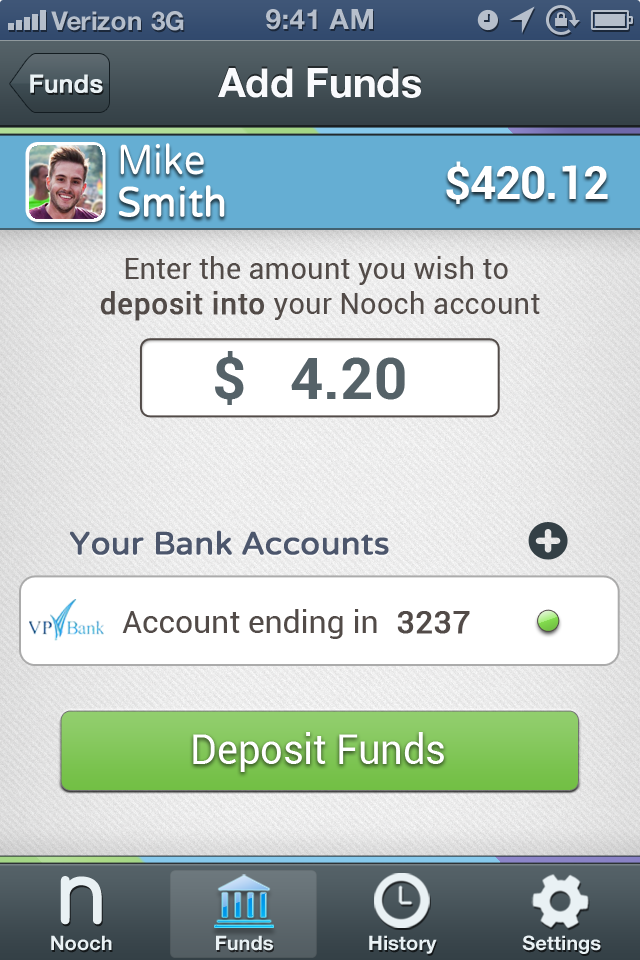 Verizon 3G 9:41 AM
Funds
Add Funds
Mike
Smith
$420.12
Enter the amount you wish to
deposit into your Nooch account
$ 4.20
Your Bank Accounts
VP Bank Account ending in 3237
Deposit Funds
n
Nooch Funds History Settings